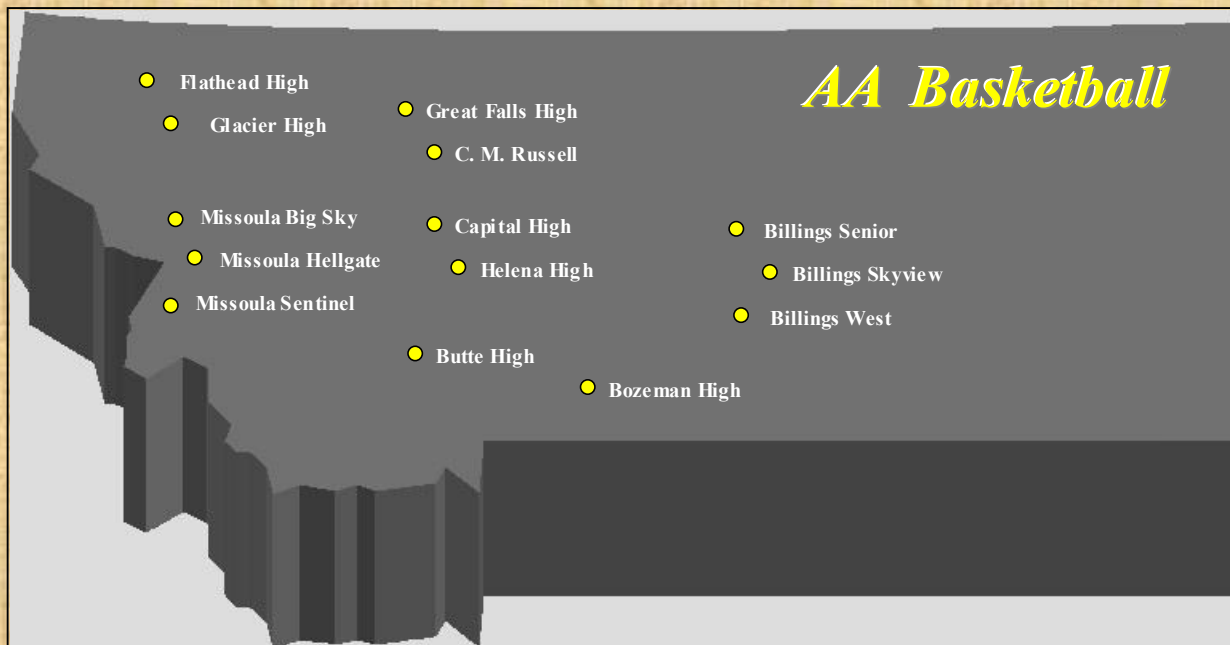 AA Basketball
Flathead High
Great Falls High
Glacier High
C. M. Russell
Missoula Big Sky
Capital High
Billings Senior
Missoula Hellgate
Helena High
Billings Skyview
Missoula Sentinel
Billings West
Butte High
Bozeman High